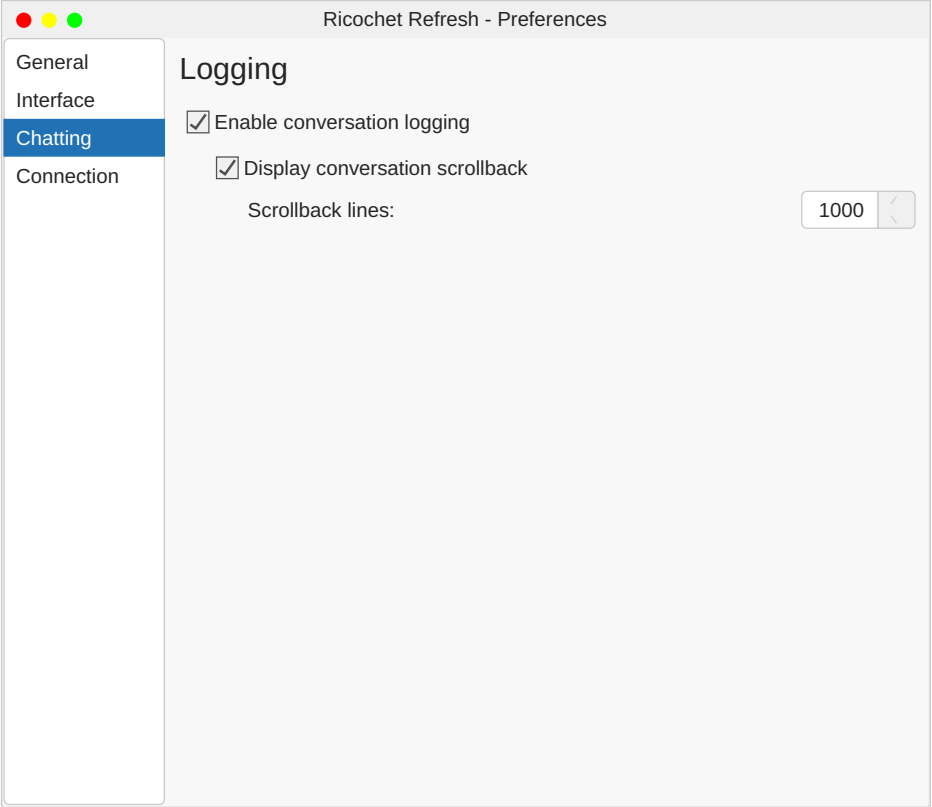 Ricochet Refresh - Preferences
General
Interface
Chatting
Connection
Logging
Enable conversation logging
Display conversation scrollback
Scrollback lines: 1000